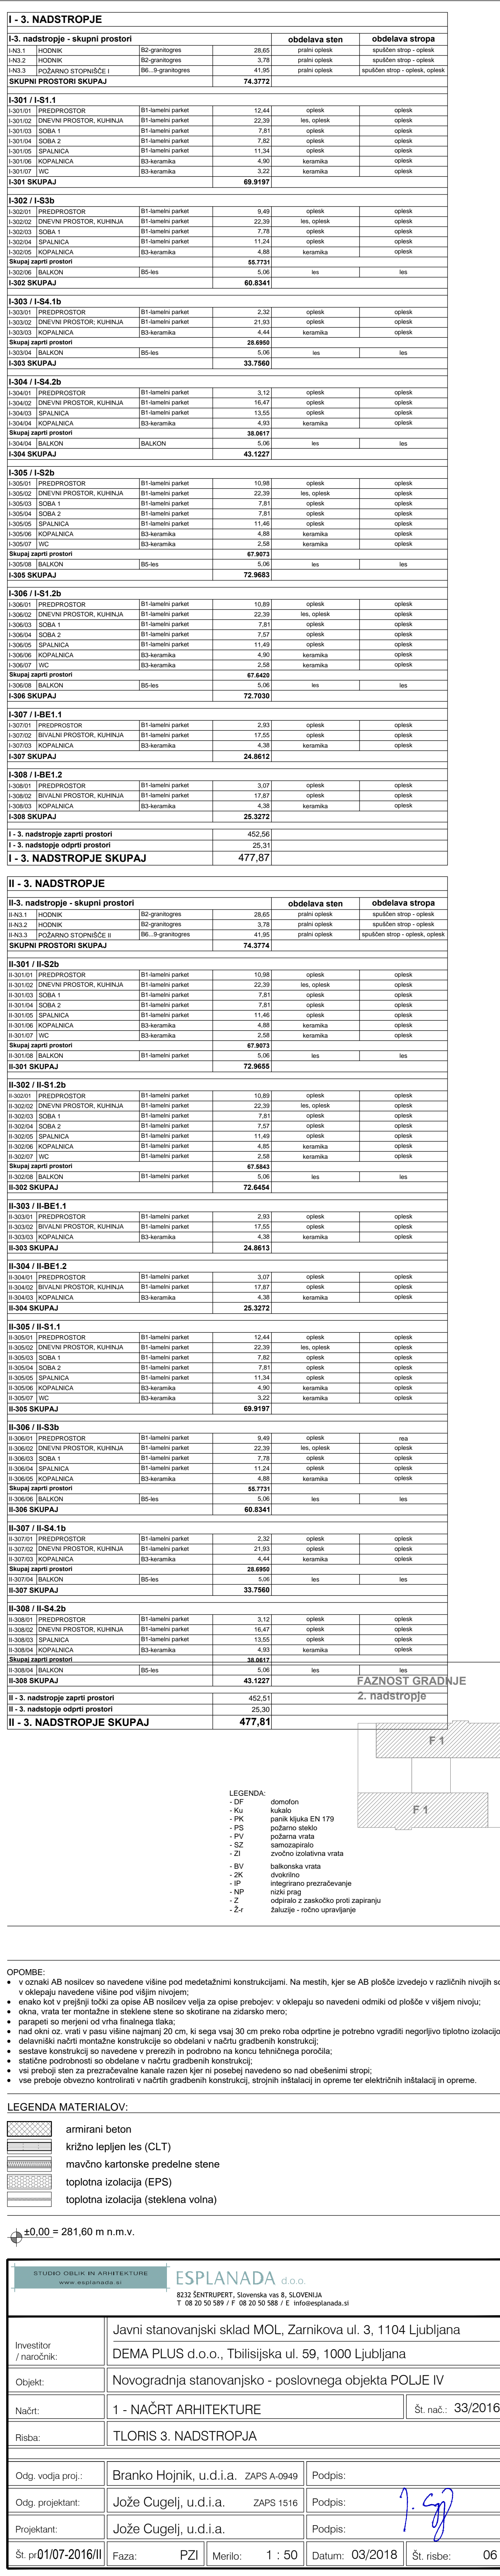 I - 3. NADSTROPJE
I-3. nadstropje - skupni prostori obdelava sten obdelava stropa
I-N3.1 HODNIK B2-granitogres 28,65 pralni oplesk spuščen strop - oplesk
I-N3.2 HODNIK B2-granitogres 3,78 pralni oplesk spuščen strop - oplesk
I-N3.3 POŽARNO STOPNIŠČE I B6...9-granitogres 41,95 pralni oplesk spuščen strop - oplesk, oplesk
SKUPNI PROSTORI SKUPAJ 74.3772
I-301 / I-S1.1
I-301/01 PREDPROSTOR B1-lamelni parket 12,44 oplesk oplesk
I-301/02 DNEVNI PROSTOR, KUHINJA B1-lamelni parket 22,39 les, oplesk oplesk
I-301/03 SOBA 1 B1-lamelni parket 7,81 oplesk oplesk
I-301/04 SOBA 2 B1-lamelni parket 7,82 oplesk oplesk
I-301/05 SPALNICA B1-lamelni parket 11,34 oplesk oplesk
I-301/06 KOPALNICA B3-keramika 4,90 keramika oplesk
I-301/07 WC B3-keramika 3,22 keramika oplesk
I-301 SKUPAJ 69.9197
I-302 / I-S3b
I-302/01 PREDPROSTOR B1-lamelni parket 9,49 oplesk oplesk
I-302/02 DNEVNI PROSTOR, KUHINJA B1-lamelni parket 22,39 les, oplesk oplesk
I-302/03 SOBA 1 B1-lamelni parket 7,78 oplesk oplesk
I-302/04 SPALNICA B1-lamelni parket 11,24 oplesk oplesk
I-302/05 KOPALNICA B3-keramika 4,88 keramika oplesk
Skupaj zaprti prostori 55.7731
I-302/06 BALKON B5-les 5,06 les les
I-302 SKUPAJ 60.8341
I-303 / I-S4.1b
I-303/01 PREDPROSTOR B1-lamelni parket 2,32 oplesk oplesk
I-303/02 DNEVNI PROSTOR; KUHINJA B1-lamelni parket 21,93 oplesk oplesk
I-303/03 KOPALNICA B3-keramika 4,44 keramika oplesk
Skupaj zaprti prostori 28.6950
I-303/04 BALKON B5-les 5,06 les les
I-303 SKUPAJ 33.7560
I-304 / I-S4.2b
I-304/01 PREDPROSTOR B1-lamelni parket 3,12 oplesk oplesk
I-304/02 DNEVNI PROSTOR, KUHINJA B1-lamelni parket 16,47 oplesk oplesk
I-304/03 SPALNICA B1-lamelni parket 13,55 oplesk oplesk
I-304/04 KOPALNICA B3-keramika 4,93 keramika oplesk
Skupaj zaprti prostori 38.0617
I-304/04 BALKON BALKON 5,06 les les
I-304 SKUPAJ 43.1227
I-305 / I-S2b
I-305/01 PREDPROSTOR B1-lamelni parket 10,98 oplesk oplesk
I-305/02 DNEVNI PROSTOR, KUHINJA B1-lamelni parket 22,39 les, oplesk oplesk
I-305/03 SOBA 1 B1-lamelni parket 7,81 oplesk oplesk
I-305/04 SOBA 2 B1-lamelni parket 7,81 oplesk oplesk
I-305/05 SPALNICA B1-lamelni parket 11,46 oplesk oplesk
I-305/06 KOPALNICA B3-keramika 4,88 keramika oplesk
I-305/07 WC B3-keramika 2,58 keramika oplesk
Skupaj zaprti prostori 67.9073
I-305/08 BALKON B5-les 5,06 les les
I-305 SKUPAJ 72.9683
I-306 / I-S1.2b
I-306/01 PREDPROSTOR B1-lamelni parket 10,89 oplesk oplesk
I-306/02 DNEVNI PROSTOR, KUHINJA B1-lamelni parket 22,39 les, oplesk oplesk
I-306/03 SOBA 1 B1-lamelni parket 7,81 oplesk oplesk
I-306/04 SOBA 2 B1-lamelni parket 7,57 oplesk oplesk
I-306/05 SPALNICA B1-lamelni parket 11,49 oplesk oplesk
I-306/06 KOPALNICA B3-keramika 4,90 keramika oplesk
I-306/07 WC B3-keramika 2,58 keramika oplesk
Skupaj zaprti prostori 67.6420
I-306/08 BALKON B5-les 5,06 les les
I-306 SKUPAJ 72.7030
I-307 / I-BE1.1
I-307/01 PREDPROSTOR B1-lamelni parket 2,93 oplesk oplesk
I-307/02 BIVALNI PROSTOR, KUHINJA B1-lamelni parket 17,55 oplesk oplesk
I-307/03 KOPALNICA B3-keramika 4,38 keramika oplesk
I-307 SKUPAJ 24.8612
I-308 / I-BE1.2
I-308/01 PREDPROSTOR B1-lamelni parket 3,07 oplesk oplesk
I-308/02 BIVALNI PROSTOR, KUHINJA B1-lamelni parket 17,87 oplesk oplesk
I-308/03 KOPALNICA B3-keramika 4,38 keramika oplesk
I-308 SKUPAJ 25.3272
I - 3. nadstropje zaprti prostori 452,56
I - 3. nadstopje odprti prostori 25,31
I - 3. NADSTROPJE SKUPAJ 477,87
II - 3. NADSTROPJE
II-3. nadstropje - skupni prostori obdelava sten obdelava stropa
II-N3.1 HODNIK B2-granitogres 28,65 pralni oplesk spuščen strop - oplesk
II-N3.2 HODNIK B2-granitogres 3,78 pralni oplesk spuščen strop - oplesk
II-N3.3 POŽARNO STOPNIŠČE II B6...9-granitogres 41,95 pralni oplesk spuščen strop - oplesk, oplesk
SKUPNI PROSTORI SKUPAJ 74.3774
II-301 / II-S2b
II-301/01 PREDPROSTOR B1-lamelni parket 10,98 oplesk oplesk
II-301/02 DNEVNI PROSTOR, KUHINJA B1-lamelni parket 22,39 les, oplesk oplesk
II-301/03 SOBA 1 B1-lamelni parket 7,81 oplesk oplesk
II-301/04 SOBA 2 B1-lamelni parket 7,81 oplesk oplesk
II-301/05 SPALNICA B1-lamelni parket 11,46 oplesk oplesk
II-301/06 KOPALNICA B3-keramika 4,88 keramika oplesk
II-301/07 WC B3-keramika 2,58 keramika oplesk
Skupaj zaprti prostori 67.9073
II-301/08 BALKON B1-lamelni parket 5,06 les les
II-301 SKUPAJ 72.9655
II-302 / II-S1.2b
II-302/01 PREDPROSTOR B1-lamelni parket 10,89 oplesk oplesk
II-302/02 DNEVNI PROSTOR, KUHINJA B1-lamelni parket 22,39 les, oplesk oplesk
II-302/03 SOBA 1 B1-lamelni parket 7,81 oplesk oplesk
II-302/04 SOBA 2 B1-lamelni parket 7,57 oplesk oplesk
II-302/05 SPALNICA B1-lamelni parket 11,49 oplesk oplesk
II-302/06 KOPALNICA B1-lamelni parket 4,85 keramika oplesk
II-302/07 WC B1-lamelni parket 2,58 keramika oplesk
Skupaj zaprti prostori 67.5843
II-302/08 BALKON B1-lamelni parket 5,06 les les
II-302 SKUPAJ 72.6454
II-303 / II-BE1.1
II-303/01 PREDPROSTOR B1-lamelni parket 2,93 oplesk oplesk
II-303/02 BIVALNI PROSTOR, KUHINJA B1-lamelni parket 17,55 oplesk oplesk
II-303/03 KOPALNICA B3-keramika 4,38 keramika oplesk
II-303 SKUPAJ 24.8613
II-304 / II-BE1.2
II-304/01 PREDPROSTOR B1-lamelni parket 3,07 oplesk oplesk
II-304/02 BIVALNI PROSTOR, KUHINJA B1-lamelni parket 17,87 oplesk oplesk
II-304/03 KOPALNICA B3-keramika 4,38 keramika oplesk
II-304 SKUPAJ 25.3272
II-305 / II-S1.1
II-305/01 PREDPROSTOR B1-lamelni parket 12,44 oplesk oplesk
II-305/02 DNEVNI PROSTOR, KUHINJA B1-lamelni parket 22,39 les, oplesk oplesk
II-305/03 SOBA 1 B1-lamelni parket 7,82 oplesk oplesk
II-305/04 SOBA 2 B1-lamelni parket 7,81 oplesk oplesk
II-305/05 SPALNICA B1-lamelni parket 11,34 oplesk oplesk
II-305/06 KOPALNICA B3-keramika 4,90 keramika oplesk
II-305/07 WC B3-keramika 3,22 keramika oplesk
II-305 SKUPAJ 69.9197
II-306 / II-S3b
II-306/01 PREDPROSTOR B1-lamelni parket 9,49 oplesk rea
II-306/02 DNEVNI PROSTOR, KUHINJA B1-lamelni parket 22,39 les, oplesk oplesk
II-306/03 SOBA 1 B1-lamelni parket 7,78 oplesk oplesk
II-306/04 SPALNICA B1-lamelni parket 11,24 oplesk oplesk
II-306/05 KOPALNICA B3-keramika 4,88 keramika oplesk
Skupaj zaprti prostori 55.7731
II-306/06 BALKON B5-les 5,06 les les
II-306 SKUPAJ 60.8341
II-307 / II-S4.1b
II-307/01 PREDPROSTOR B1-lamelni parket 2,32 oplesk oplesk
II-307/02 DNEVNI PROSTOR, KUHINJA B1-lamelni parket 21,93 oplesk oplesk
II-307/03 KOPALNICA B3-keramika 4,44 keramika oplesk
Skupaj zaprti prostori 28.6950
II-307/04 BALKON B5-les 5,06 les les
II-307 SKUPAJ 33.7560
II-308 / II-S4.2b
II-308/01 PREDPROSTOR B1-lamelni parket 3,12 oplesk oplesk
II-308/02 DNEVNI PROSTOR, KUHINJA B1-lamelni parket 16,47 oplesk oplesk
II-308/03 SPALNICA B1-lamelni parket 13,55 oplesk oplesk
II-308/04 KOPALNICA B3-keramika 4,93 keramika oplesk
Skupaj zaprti prostori 38.0617
II-308/04 BALKON B5-les 5,06 les les
II-308 SKUPAJ 43.1227
FAZNOST GRADNJE
2. nadstropje
II - 3. nadstropje zaprti prostori 452,51
II - 3. nadstopje odprti prostori 25,30
II - 3. NADSTROPJE SKUPAJ 477,81
F 1
F 1
LEGENDA:
- DF domofon
- Ku kukalo
- PK panik kljuka EN 179
- PS požarno steklo
- PV požarna vrata
- SZ samozapiralo
- ZI zvočno izolativna vrata
- BV balkonska vrata
- 2K dvokrilno
- IP integrirano prezračevanje
- NP nizki prag
- Z odpiralo z zaskočko proti zapiranju
- Ž-r žaluzije - ročno upravljanje
OPOMBE:
• v oznaki AB nosilcev so navedene višine pod medetažnimi konstrukcijami. Na mestih, kjer se AB plošče izvedejo v različnih nivojih so
v oklepaju navedene višine pod višjim nivojem;
• enako kot v prejšnji točki za opise AB nosilcev velja za opise prebojev: v oklepaju so navedeni odmiki od plošče v višjem nivoju;
• okna, vrata ter montažne in steklene stene so skotirane na zidarsko mero;
• parapeti so merjeni od vrha finalnega tlaka;
• nad okni oz. vrati v pasu višine najmanj 20 cm, ki sega vsaj 30 cm preko roba odprtine je potrebno vgraditi negorljivo tiplotno izolacijo
• delavniški načrti montažne konstrukcije so obdelani v načrtu gradbenih konstrukcij;
• sestave konstrukcij so navedene v prerezih in podrobno na koncu tehničnega poročila;
• statične podrobnosti so obdelane v načrtu gradbenih konstrukcij;
• vsi preboji sten za prezračevalne kanale razen kjer ni posebej navedeno so nad obešenimi stropi;
• vse preboje obvezno kontrolirati v načrtih gradbenih konstrukcij, strojnih inštalacij in opreme ter električnih inštalacij in opreme.
LEGENDA MATERIALOV:
armirani beton
križno lepljen les (CLT)
mavčno kartonske predelne stene
toplotna izolacija (EPS)
toplotna izolacija (steklena volna)
±0,00 = 281,60 m n.m.v.
STUDIO OBLIK IN ARHITEKTURE
www.esplanada.si
ESPLANADA d.o.o.
8232 ŠENTRUPERT, Slovenska vas 8, SLOVENIJA
T 08 20 50 589 / F 08 20 50 588 / E info@esplanada.si
Investitor / naročnik:
Javni stanovanjski sklad MOL, Zarnikova ul. 3, 1104 Ljubljana
DEMA PLUS d.o.o., Tbilisijska ul. 59, 1000 Ljubljana
Objekt: Novogradnja stanovanjsko - poslovnega objekta POLJE IV
Načrt: 1 - NAČRT ARHITEKTURE Št. nač.: 33/2016
Risba: TLORIS 3. NADSTROPJA
Odg. vodja proj.: Branko Hojnik, u.d.i.a. ZAPS A-0949 Podpis:
Odg. projektant: Jože Cugelj, u.d.i.a. ZAPS 1516 Podpis:
Projektant: Jože Cugelj, u.d.i.a. Podpis:
Št. pr 01/07-2016/II Faza: PZI Merilo: 1 : 50 Datum: 03/2018 Št. risbe: 06